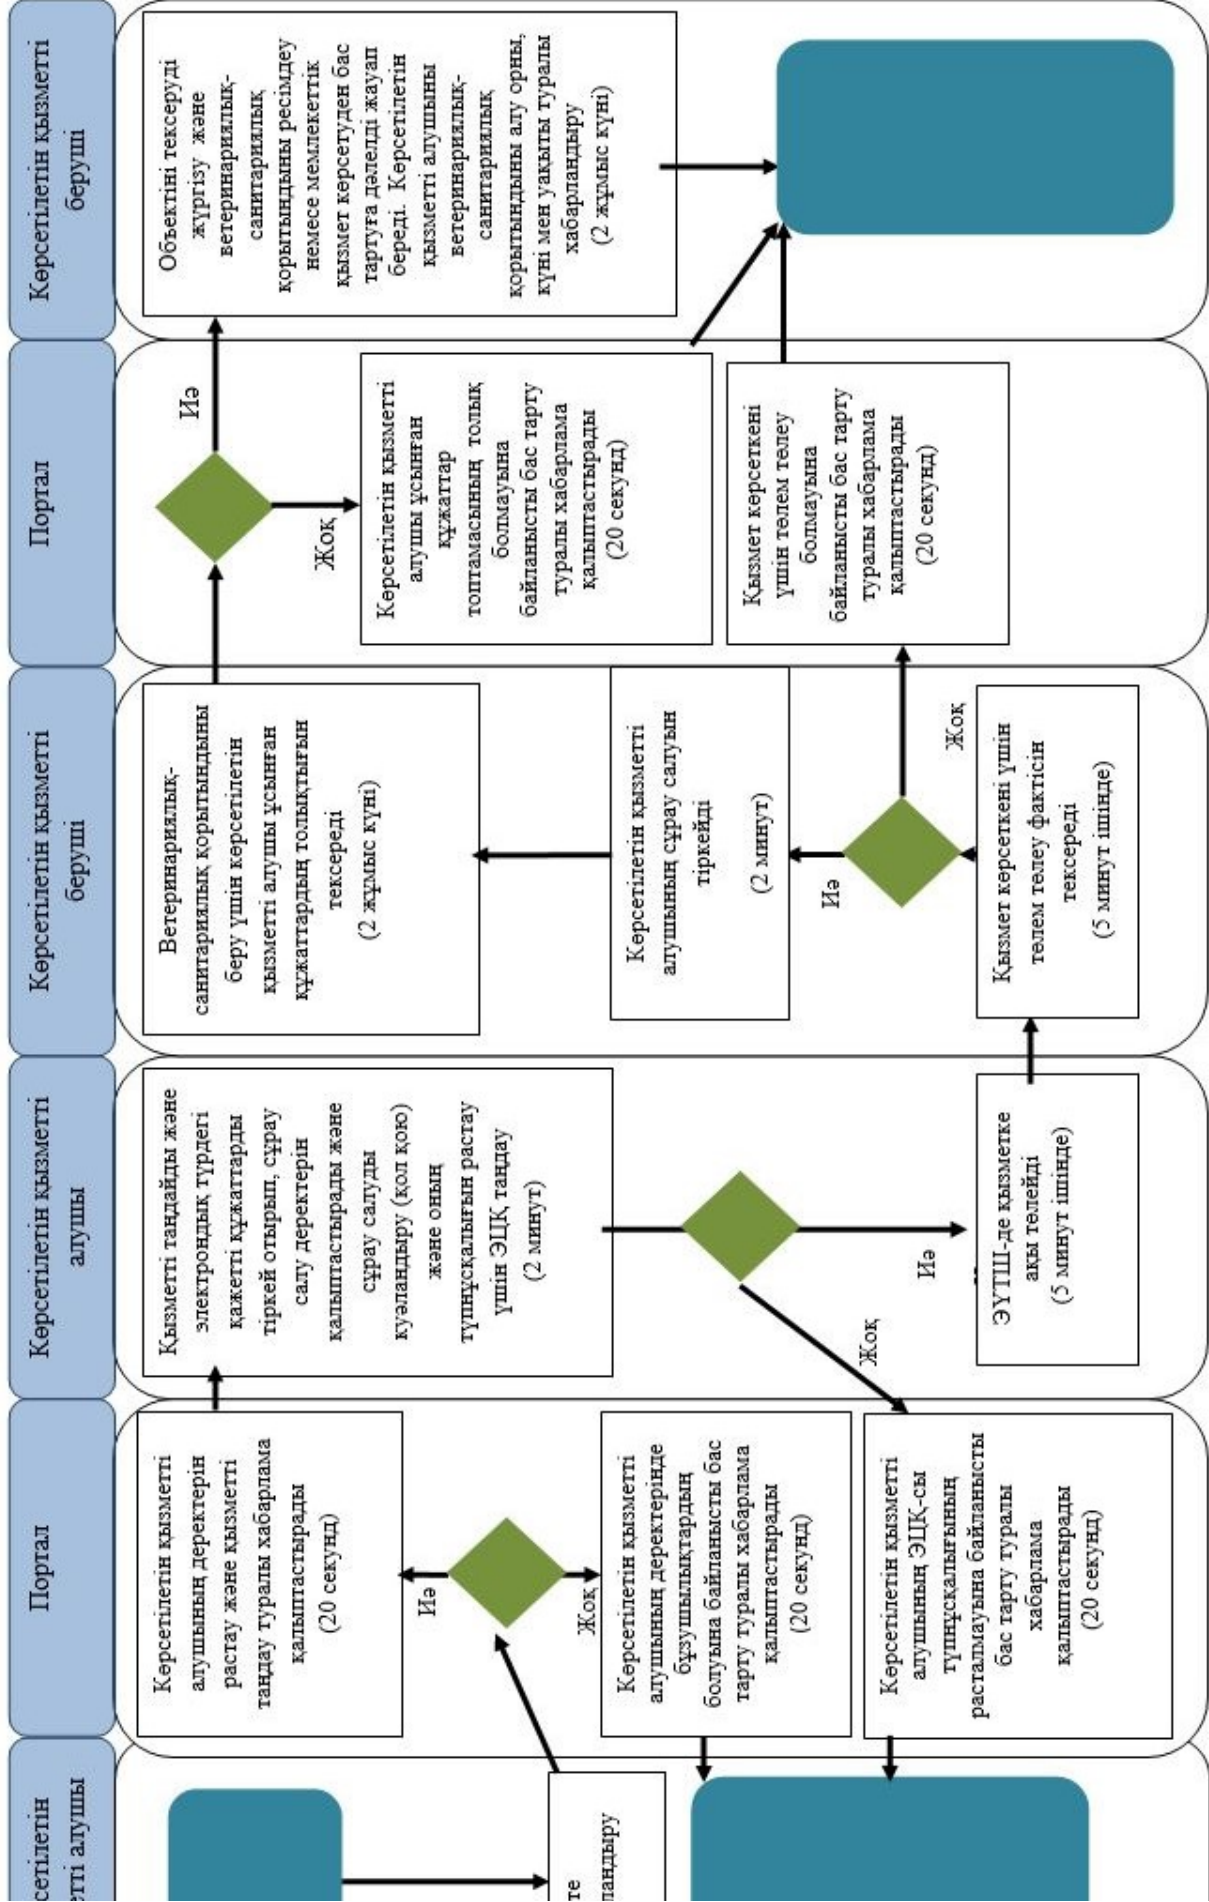 сетілетін
етті алушы
те
ландыру
Портал
Көрсетілетін қызметті
алушының деректерін
растау және қызметті
таңдау туралы хабарлама
қалыптастырады
(20 секунд)
Иә
Жоқ
Көрсетілетін қызметті
алушының деректерінде
бұзушылықтардың
болуына байланысты бас
тарту туралы хабарлама
қалыптастырады
(20 секунд)
Көрсетілетін қызметті
алушының ЭЦҚ-сы
түпнұсқалығының
расталмауына байланысты
бас тарту туралы
хабарлама
қалыптастырады
(20 секунд)
Көрсетілетін қызметті
алушы
Қызметті таңдайды және
электрондық түрдегі
қажетті құжаттарды
тіркей отырып, сұрау
салу деректерін
қалыптастырады және
сұрау салуды
куәландыру (қол қою)
және оның
түпнұсқалығын растау
үшін ЭЦҚ таңдау
(2 минут)
Жоқ
Иә
ЭҮТШ-де қызметке
ақы төлейді
(5 минут ішінде)
Көрсетілетін қызметті
беруші
Ветеринариялық-
санитариялық қорытындыны
беру үшін көрсетілетін
қызметті алушы ұсынған
құжаттардың толықтығын
тексереді
(2 жұмыс күні)
Көрсетілетін қызметті
алушының сұрау салуын
тіркейді
(2 минут)
Иә
Жоқ
Қызмет көрсеткені үшін
төлем төлеу фактісін
тексереді
(5 минут ішінде)
Портал
Иә
Жоқ
Көрсетілетін қызметті
алушы ұсынған
құжаттар
топтамасының толық
болмауына
байланысты бас тарту
туралы хабарлама
қалыптастырады
(20 секунд)
Қызмет көрсеткені
үшін төлем төлеу
болмауына
байланысты бас тарту
туралы хабарлама
қалыптастырады
(20 секунд)
Көрсетілетін қызметті
беруші
Объектіні тексеруді
жүргізу және
ветеринариялық-
санитариялық
қорытындыны ресімдеу
немесе мемлекеттік
қызмет көрсетуден бас
тартуға дәлелді жауап
береді. Көрсетілетін
қызметті алушыны
ветеринариялық-
санитариялық
қорытындыны алу орны,
күні мен уақыты туралы
хабарландыру
(2 жұмыс күні)